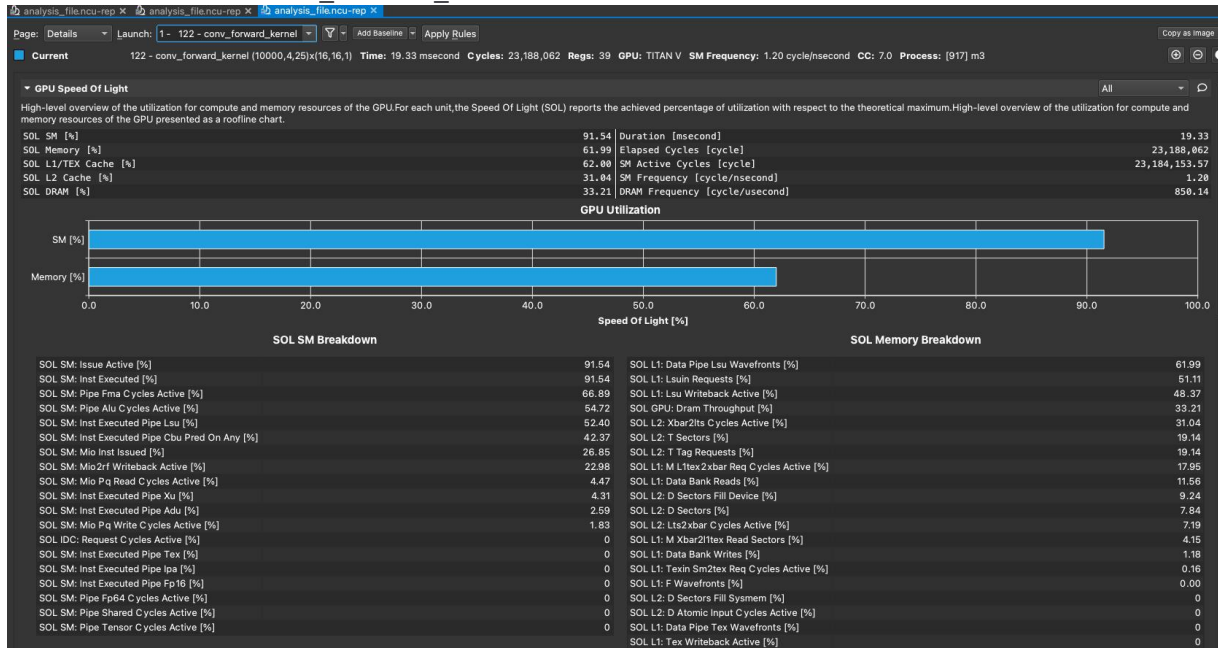 analysis_file.ncu-rep × analysis_file.ncu-rep × analysis_file.ncu-rep ×
Page: Details Launch: 1 - 122 - conv_forward_kernel Add Baseline Apply Rules Copy as Image
Current 122 - conv_forward_kernel (10000,4,25)x(16,16,1) Time: 19.33 msecond Cycles: 23,188,062 Regs: 39 GPU: TITAN V SM Frequency: 1.20 cycle/nsecond CC: 7.0 Process: [917] m3
GPU Speed Of Light All
High-level overview of the utilization for compute and memory resources of the GPU.For each unit,the Speed Of Light (SOL) reports the achieved percentage of utilization with respect to the theoretical maximum.High-level overview of the utilization for compute and
memory resources of the GPU presented as a roofline chart.
SOL SM [%] 91.54 Duration [msecond] 19.33
SOL Memory [%] 61.99 Elapsed Cycles [cycle] 23,188,062
SOL L1/TEX Cache [%] 62.00 SM Active Cycles [cycle] 23,184,153.57
SOL L2 Cache [%] 31.04 SM Frequency [cycle/nsecond] 1.20
SOL DRAM [%] 33.21 DRAM Frequency [cycle/usecond] 850.14
GPU Utilization
SM [%]
Memory [%]
0.0 10.0 20.0 30.0 40.0 50.0 60.0 70.0 80.0 90.0 100.0
Speed Of Light [%]
SOL SM Breakdown SOL Memory Breakdown
SOL SM: Issue Active [%] 91.54 SOL L1: Data Pipe Lsu Wavefronts [%] 61.99
SOL SM: Inst Executed [%] 91.54 SOL L1: Lsuin Requests [%] 51.11
SOL SM: Pipe Fma Cycles Active [%] 66.89 SOL L1: Lsu Writeback Active [%] 48.37
SOL SM: Pipe Alu Cycles Active [%] 54.72 SOL GPU: Dram Throughput [%] 33.21
SOL SM: Inst Executed Pipe Lsu [%] 52.40 SOL L2: Xbar2lts Cycles Active [%] 31.04
SOL SM: Inst Executed Pipe Cbu Pred On Any [%] 42.37 SOL L2: T Sectors [%] 19.14
SOL SM: Mio Inst Issued [%] 26.85 SOL L2: T Tag Requests [%] 19.14
SOL SM: Mio2rf Writeback Active [%] 22.98 SOL L1: M L1tex2xbar Req Cycles Active [%] 17.95
SOL SM: Mio Pq Read Cycles Active [%] 4.47 SOL L1: Data Bank Reads [%] 11.56
SOL SM: Inst Executed Pipe Xu [%] 4.31 SOL L2: D Sectors Fill Device [%] 9.24
SOL SM: Inst Executed Pipe Adu [%] 2.59 SOL L2: D Sectors [%] 7.84
SOL SM: Mio Pq Write Cycles Active [%] 1.83 SOL L2: Lts2xbar Cycles Active [%] 7.19
SOL IDC: Request Cycles Active [%] 0 SOL L1: M Xbar2l1tex Read Sectors [%] 4.15
SOL SM: Inst Executed Pipe Tex [%] 0 SOL L1: Data Bank Writes [%] 1.18
SOL SM: Inst Executed Pipe Ipa [%] 0 SOL L1: Texin Sm2tex Req Cycles Active [%] 0.16
SOL SM: Inst Executed Pipe Fp16 [%] 0 SOL L1: F Wavefronts [%] 0.00
SOL SM: Pipe Fp64 Cycles Active [%] 0 SOL L2: D Sectors Fill Sysmem [%] 0
SOL SM: Pipe Shared Cycles Active [%] 0 SOL L2: D Atomic Input Cycles Active [%] 0
SOL SM: Pipe Tensor Cycles Active [%] 0 SOL L1: Data Pipe Tex Wavefronts [%] 0
SOL L1: Tex Writeback Active [%] 0